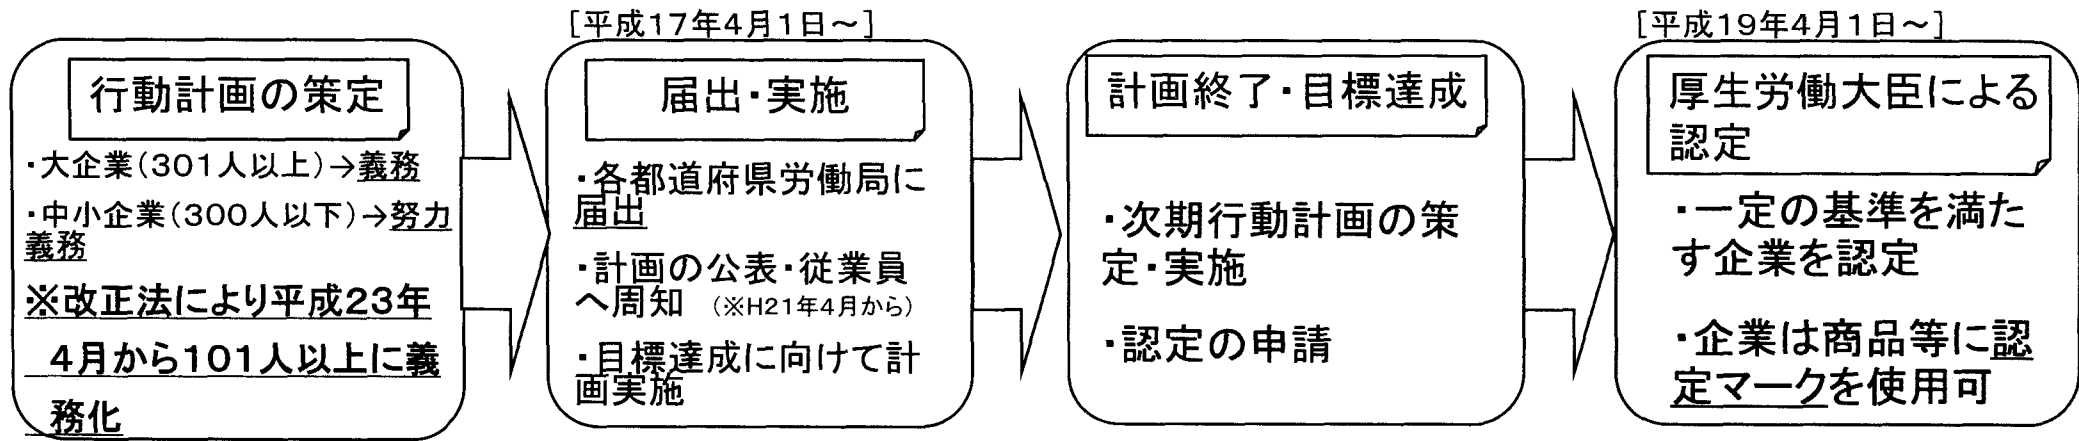 行動計画の策定
・大企業（301人以上）→義務
・中小企業（300人以下）→努力
義務
※改正法により平成23年
4月から101人以上に義
務化
［平成17年4月1日～］
届出・実施
・各都道府県労働局に
届出
・計画の公表・従業員
へ周知 （※H21年4月から）
・目標達成に向けて計
画実施
計画終了・目標達成
・次期行動計画の策
定・実施
・認定の申請
［平成19年4月1日～］
厚生労働大臣による
認定
・一定の基準を満た
す企業を認定
・企業は商品等に認
定マークを使用可